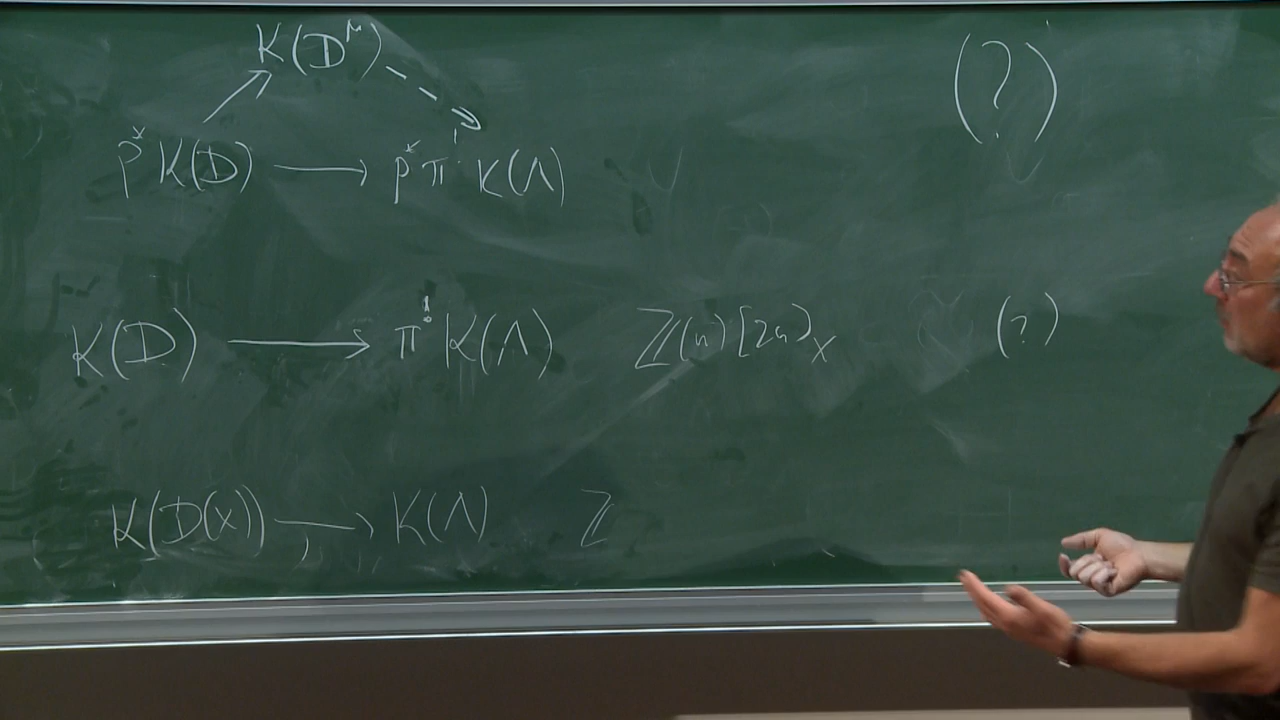 K(D^μ) (?)
p^* K(D) → p^* π^! K(Λ)
K(D) → π^! K(Λ) ℤ(n)[2n]_X (?)
K(D(X)) → K(Λ) ℤ